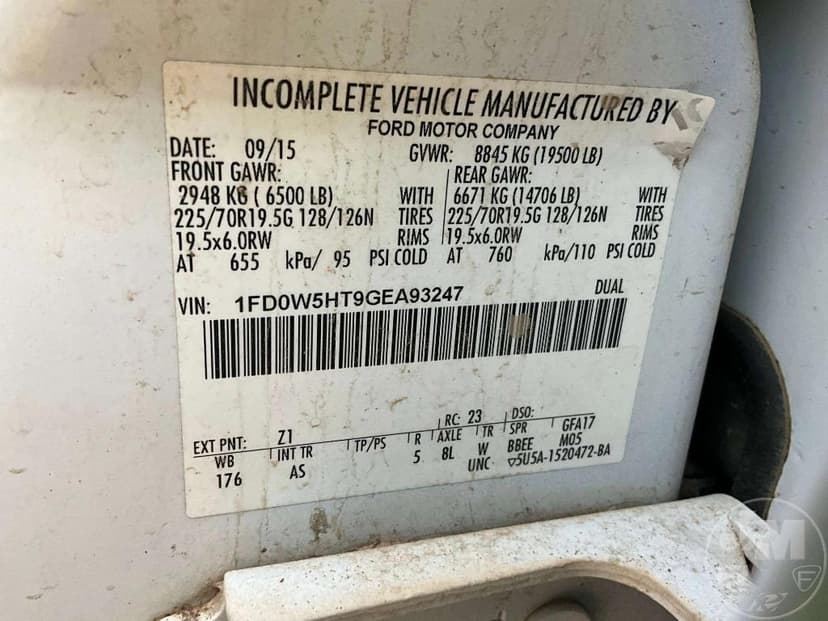 INCOMPLETE VEHICLE MANUFACTURED BY
FORD MOTOR COMPANY
DATE: 09/15 GVWR: 8845 KG (19500 LB)
FRONT GAWR: REAR GAWR:
2948 KG ( 6500 LB) WITH 6671 KG (14706 LB) WITH
225/70R19.5G 128/126N TIRES 225/70R19.5G 128/126N TIRES
19.5x6.0RW RIMS 19.5x6.0RW RIMS
AT 655 kPa/ 95 PSI COLD AT 760 kPa/110 PSI COLD
VIN: 1FD0W5HT9GEA93247 DUAL
EXT PNT: Z1 RC: 23 DSO:
WB INT TR TP/PS R AXLE TR SPR GFA17
176 AS 5 8L W BBEE M05
UNC 5U5A-1520472-BA